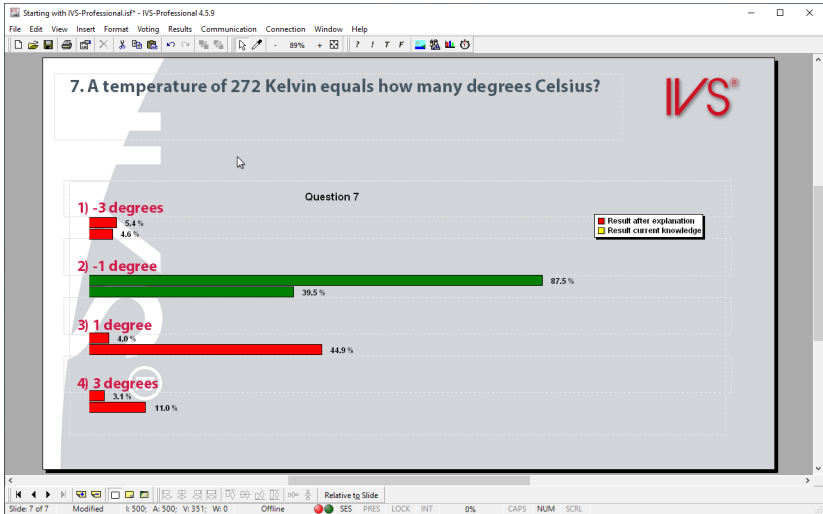 Starting with IVS-Professional.isf* - IVS-Professional 4.5.9
File Edit View Insert Format Voting Results Communication Connection Window Help
- 89% + ? ! T F
7. A temperature of 272 Kelvin equals how many degrees Celsius?
IVS®
Question 7
1) -3 degrees
5.4 %
4.6 %
Result after explanation
Result current knowledge
2) -1 degree
87.5 %
39.5 %
3) 1 degree
4.0 %
44.9 %
4) 3 degrees
3.1 %
11.0 %
Relative to Slide
Slide: 7 of 7 Modified I: 500; A: 500; V: 351; W: 0 Offline SES PRES LOCK INT 0% CAPS NUM SCRL